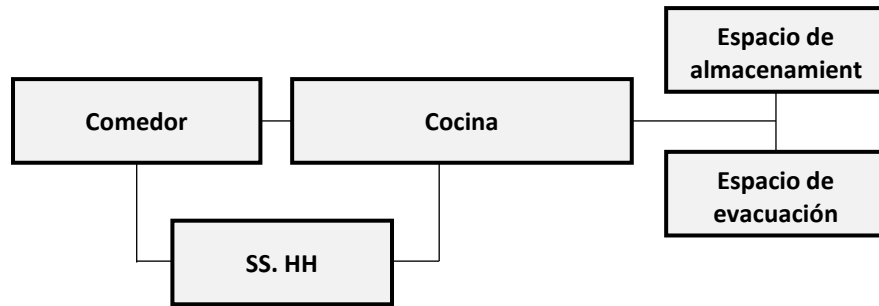 Espacio de
almacenamient
Comedor
Cocina
Espacio de
evacuación
SS. HH